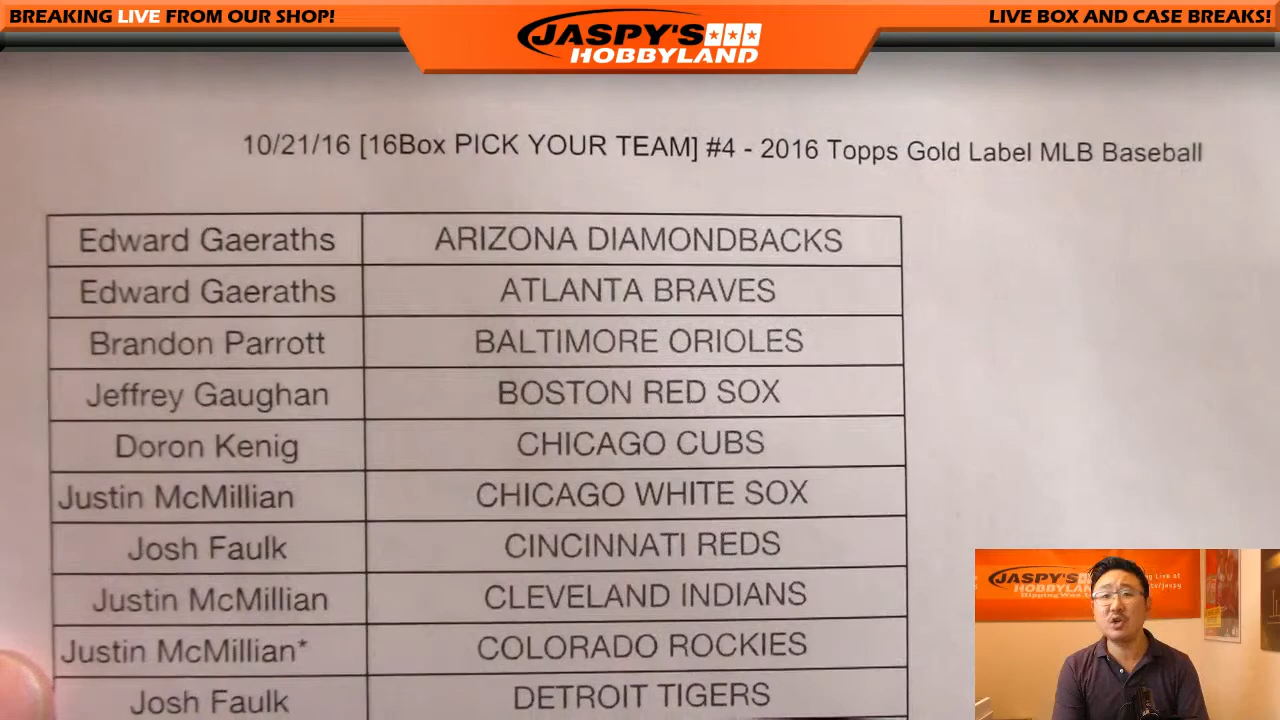 BREAKING LIVE FROM OUR SHOP!
JASPY'S
HOBBYLAND
LIVE BOX AND CASE BREAKS!
10/21/16 [16Box PICK YOUR TEAM] #4 - 2016 Topps Gold Label MLB Baseball
Edward Gaeraths ARIZONA DIAMONDBACKS
Edward Gaeraths ATLANTA BRAVES
Brandon Parrott BALTIMORE ORIOLES
Jeffrey Gaughan BOSTON RED SOX
Doron Kenig CHICAGO CUBS
Justin McMillian CHICAGO WHITE SOX
Josh Faulk CINCINNATI REDS
Justin McMillian CLEVELAND INDIANS
Justin McMillian* COLORADO ROCKIES
Josh Faulk DETROIT TIGERS
JASPY'S
HOBBYLAND